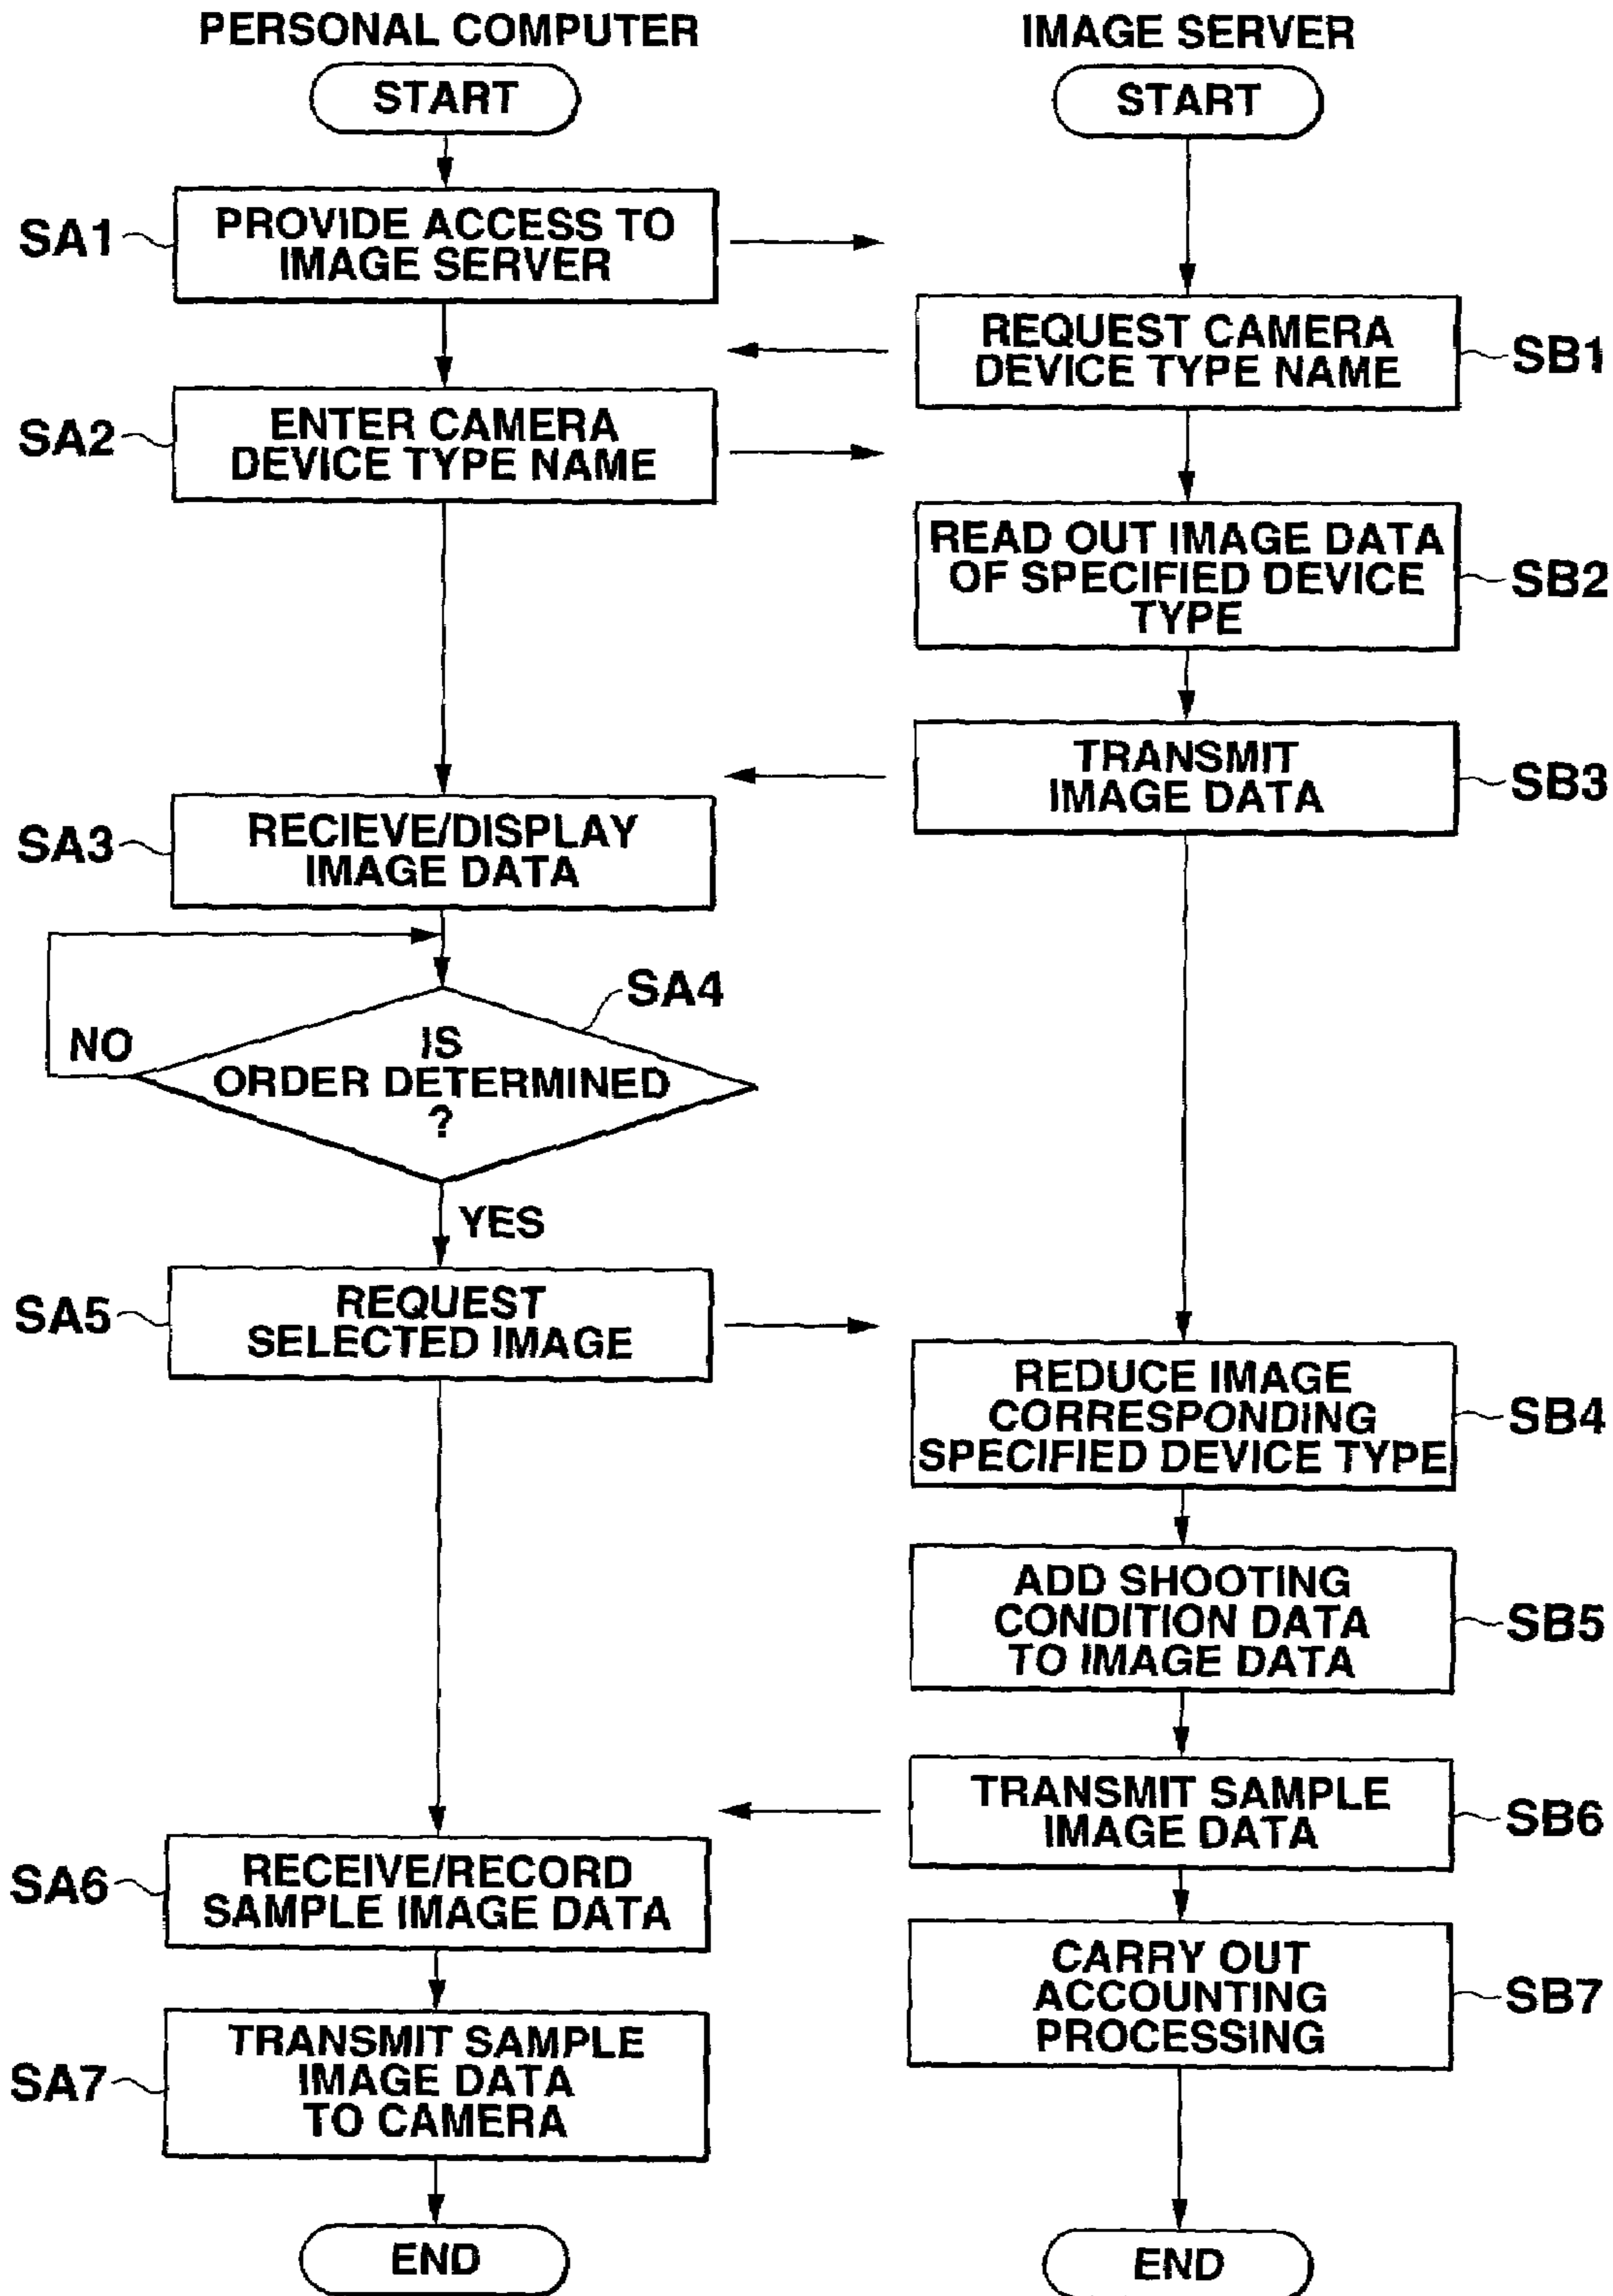 PERSONAL COMPUTER
START
SA1
PROVIDE ACCESS TO
IMAGE SERVER
SA2
ENTER CAMERA
DEVICE TYPE NAME
SA3
RECIEVE/DISPLAY
IMAGE DATA
SA4
IS
ORDER DETERMINED
?
NO
YES
SA5
REQUEST
SELECTED IMAGE
SA6
RECEIVE/RECORD
SAMPLE IMAGE DATA
SA7
TRANSMIT SAMPLE
IMAGE DATA
TO CAMERA
END
IMAGE SERVER
START
REQUEST CAMERA
DEVICE TYPE NAME
SB1
READ OUT IMAGE DATA
OF SPECIFIED DEVICE
TYPE
SB2
TRANSMIT
IMAGE DATA
SB3
REDUCE IMAGE
CORRESPONDING
SPECIFIED DEVICE TYPE
SB4
ADD SHOOTING
CONDITION DATA
TO IMAGE DATA
SB5
TRANSMIT SAMPLE
IMAGE DATA
SB6
CARRY OUT
ACCOUNTING
PROCESSING
SB7
END